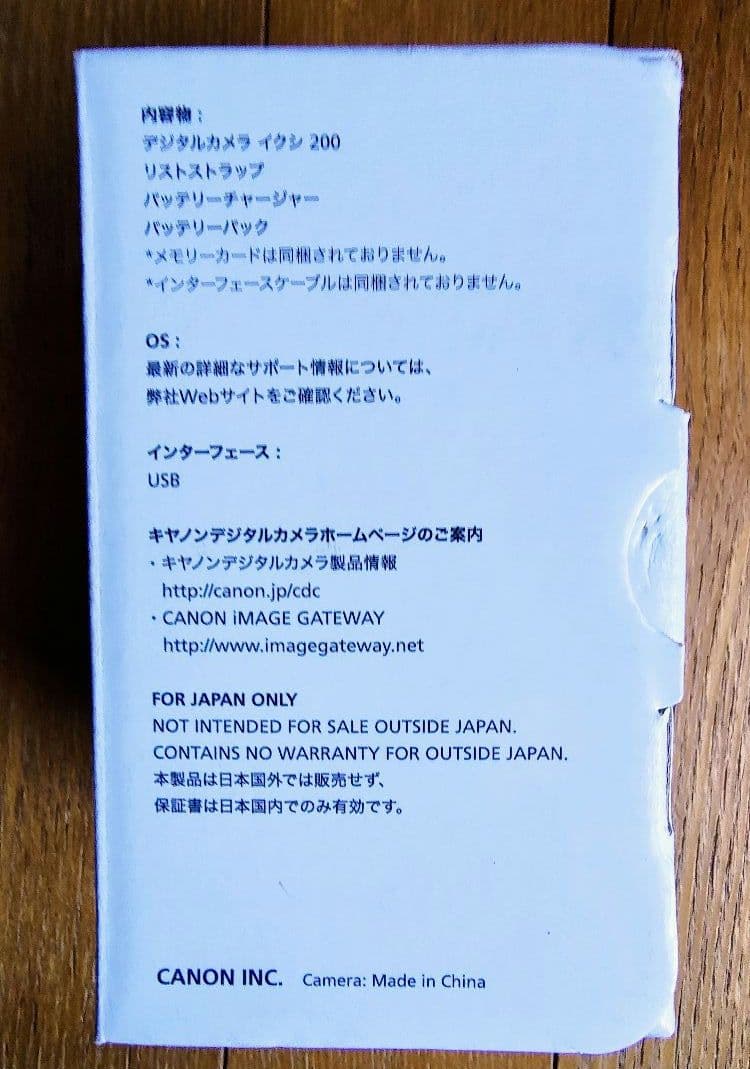 内容物：
デジタルカメラ イクシ 200
リストストラップ
バッテリーチャージャー
バッテリーパック
*メモリーカードは同梱されておりません。
*インターフェースケーブルは同梱されておりません。
OS：
最新の詳細なサポート情報については、
弊社Webサイトをご確認ください。
インターフェース：
USB
キヤノンデジタルカメラホームページのご案内
・キヤノンデジタルカメラ製品情報
http://canon.jp/cdc
・CANON iMAGE GATEWAY
http://www.imagegateway.net
FOR JAPAN ONLY
NOT INTENDED FOR SALE OUTSIDE JAPAN.
CONTAINS NO WARRANTY FOR OUTSIDE JAPAN.
本製品は日本国外では販売せず、
保証書は日本国内でのみ有効です。
CANON INC. Camera: Made in China